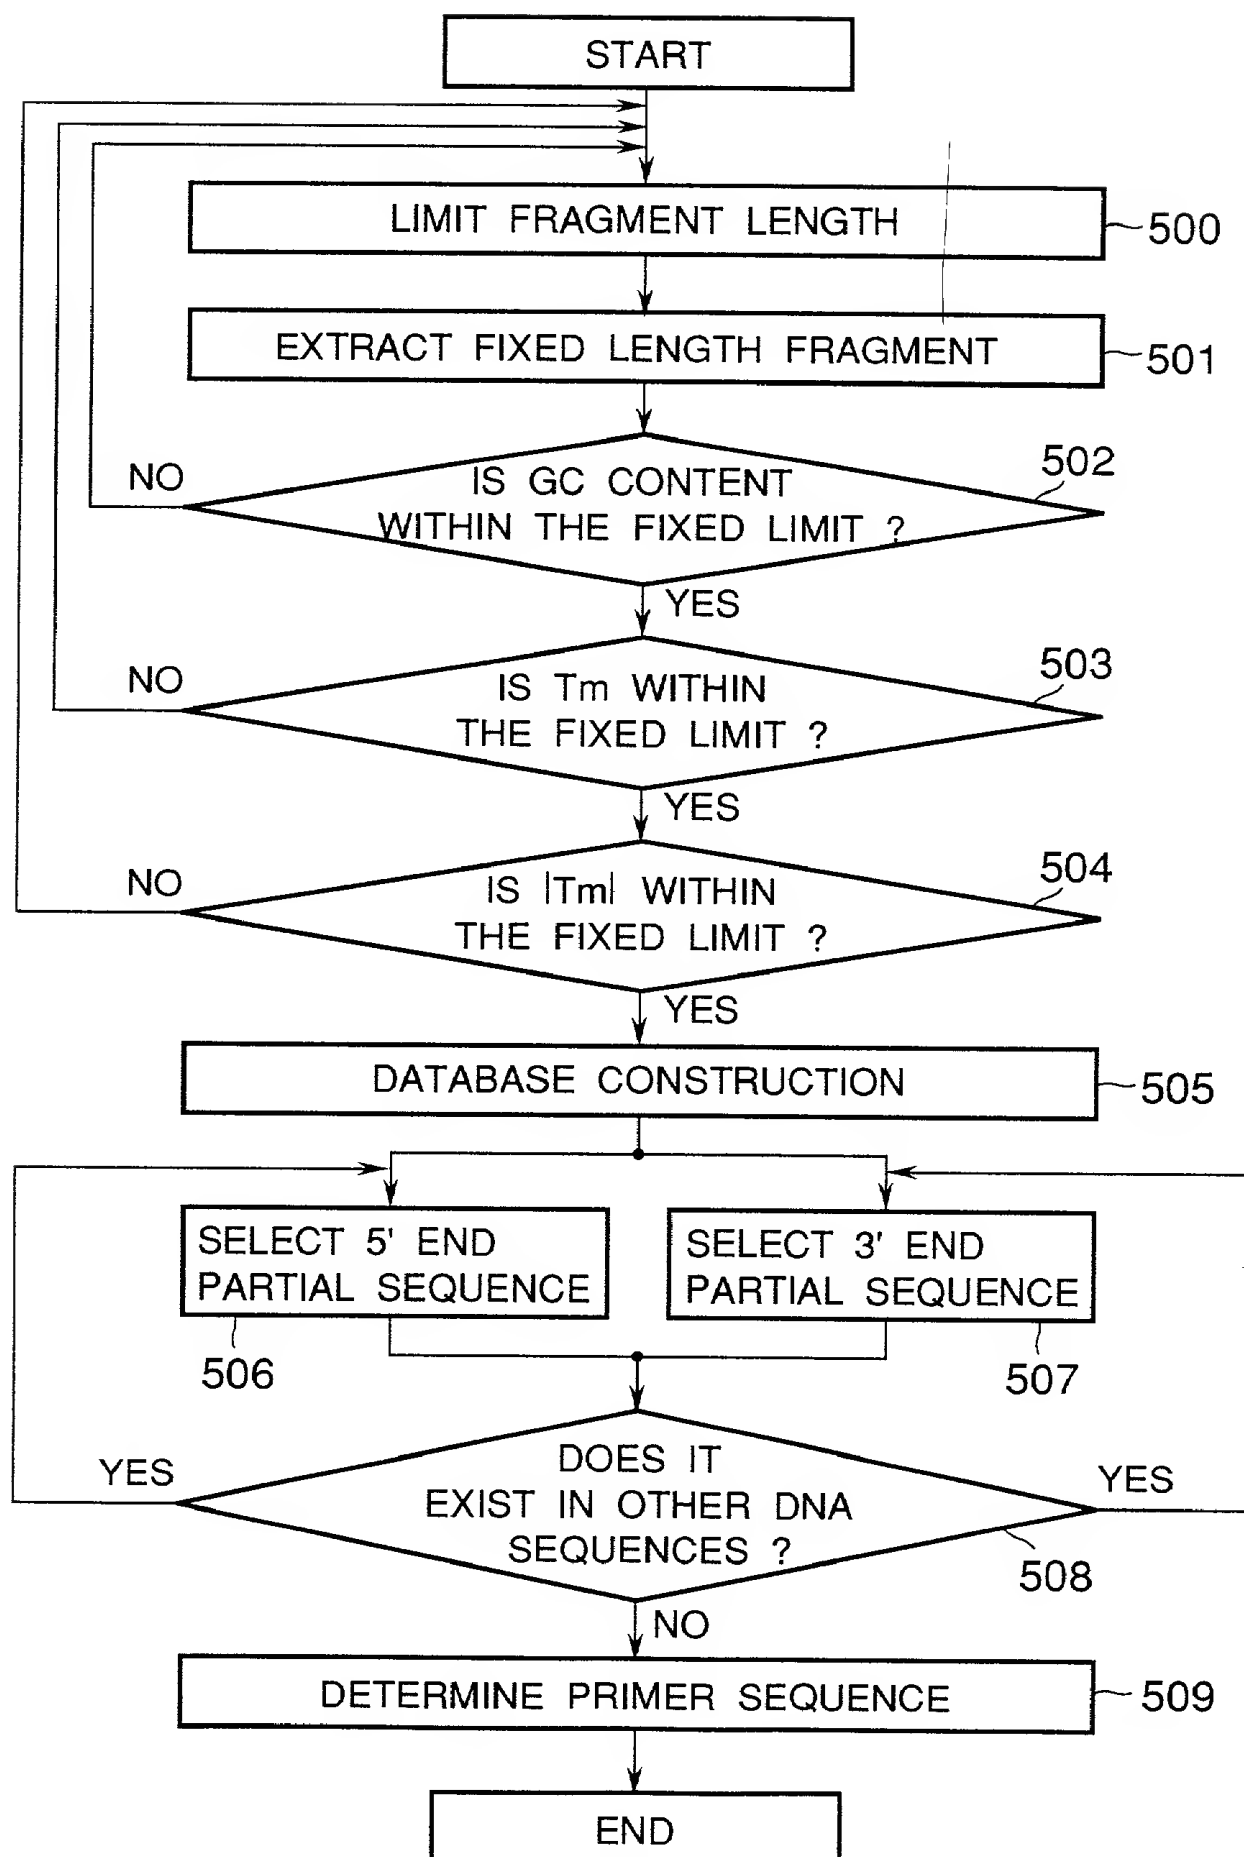 START
LIMIT FRAGMENT LENGTH
500
EXTRACT FIXED LENGTH FRAGMENT
501
NO
IS GC CONTENT
WITHIN THE FIXED LIMIT ?
502
YES
NO
IS Tm WITHIN
THE FIXED LIMIT ?
503
YES
NO
IS |Tm| WITHIN
THE FIXED LIMIT ?
504
YES
DATABASE CONSTRUCTION
505
SELECT 5' END
PARTIAL SEQUENCE
506
SELECT 3' END
PARTIAL SEQUENCE
507
YES
DOES IT
EXIST IN OTHER DNA
SEQUENCES ?
YES
508
NO
DETERMINE PRIMER SEQUENCE
509
END